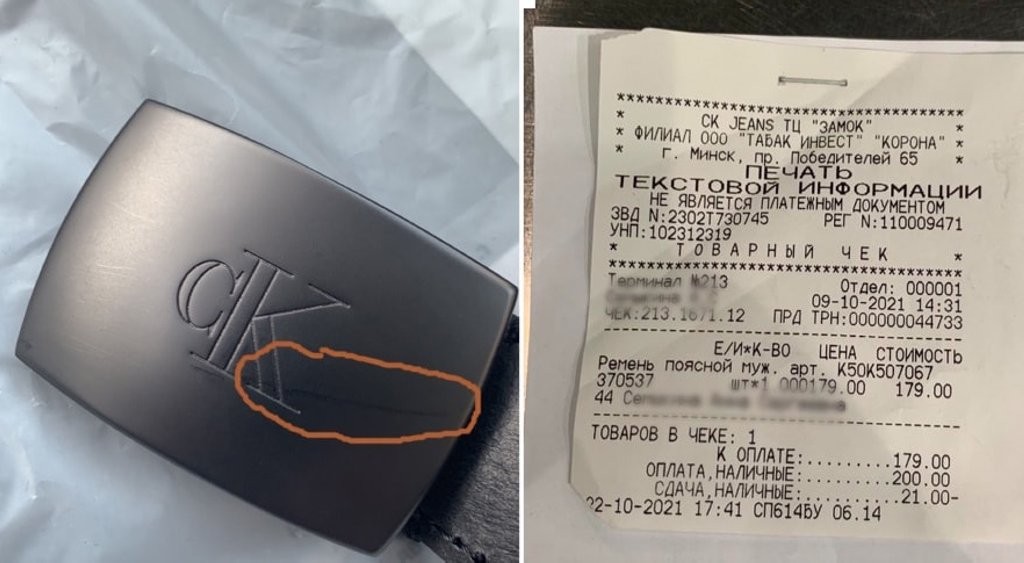 CK
****************************************
* CK JEANS ТЦ "ЗАМОК" *
* ФИЛИАЛ ООО "ТАБАК ИНВЕСТ" "КОРОНА" *
* г. Минск, пр. Победителей 65 *
ПЕЧАТЬ
ТЕКСТОВОЙ ИНФОРМАЦИИ
НЕ ЯВЛЯЕТСЯ ПЛАТЕЖНЫМ ДОКУМЕНТОМ
ЗВД N:2302T730745 РЕГ N:110009471
УНП:102312319
* ТОВАРНЫЙ ЧЕК *
****************************************
Терминал №213 Отдел: 000001
09-10-2021 14:31
ЧЕК:213.1671.12 ПРД ТРН:000000044733
----------------------------------------
Е/И*К-ВО ЦЕНА СТОИМОСТЬ
Ремень поясной муж. арт. K50K507067
370537 шт*1 000179.00 179.00
44
----------------------------------------
ТОВАРОВ В ЧЕКЕ: 1
К ОПЛАТЕ:.........179.00
ОПЛАТА,НАЛИЧНЫЕ:.........200.00
СДАЧА,НАЛИЧНЫЕ:..........21.00-
22-10-2021 17:41 СП614БУ 06.14